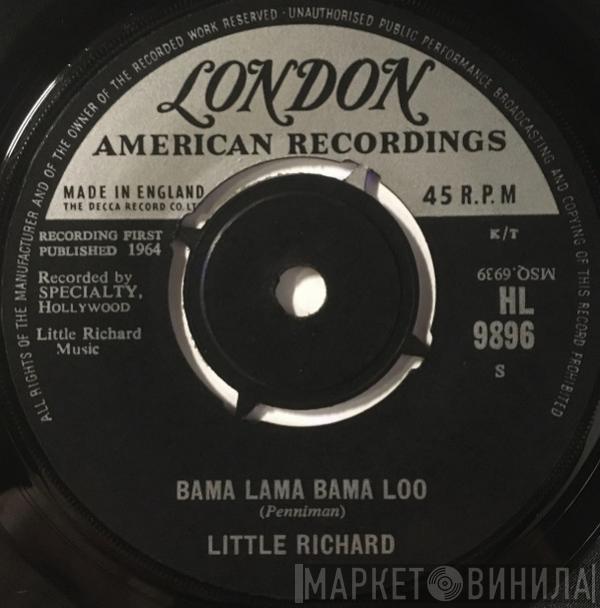 ALL RIGHTS OF THE MANUFACTURER AND OF THE OWNER OF THE RECORDED WORK RESERVED · UNAUTHORISED PUBLIC PERFORMANCE BROADCASTING AND COPYING OF THIS RECORD PROHIBITED
LONDON
AMERICAN RECORDINGS
MADE IN ENGLAND
THE DECCA RECORD CO. LT
45 R.P.M
RECORDING FIRST
PUBLISHED 1964
K/T
Recorded by
SPECIALTY,
HOLLYWOOD
MSQ.6939
HL
9896
Little Richard
Music
S
BAMA LAMA BAMA LOO
(Penniman)
LITTLE RICHARD
МАРКЕТ ВИНИЛА